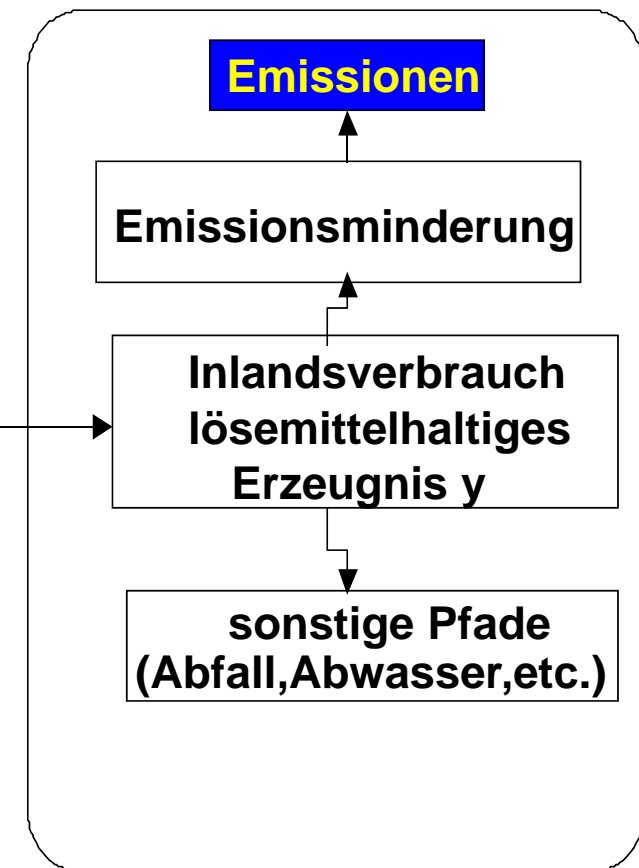 Emissionen
Emissionsminderung
Inlandsverbrauch
lösemittelhaltiges
Erzeugnis y
sonstige Pfade
(Abfall,Abwasser,etc.)